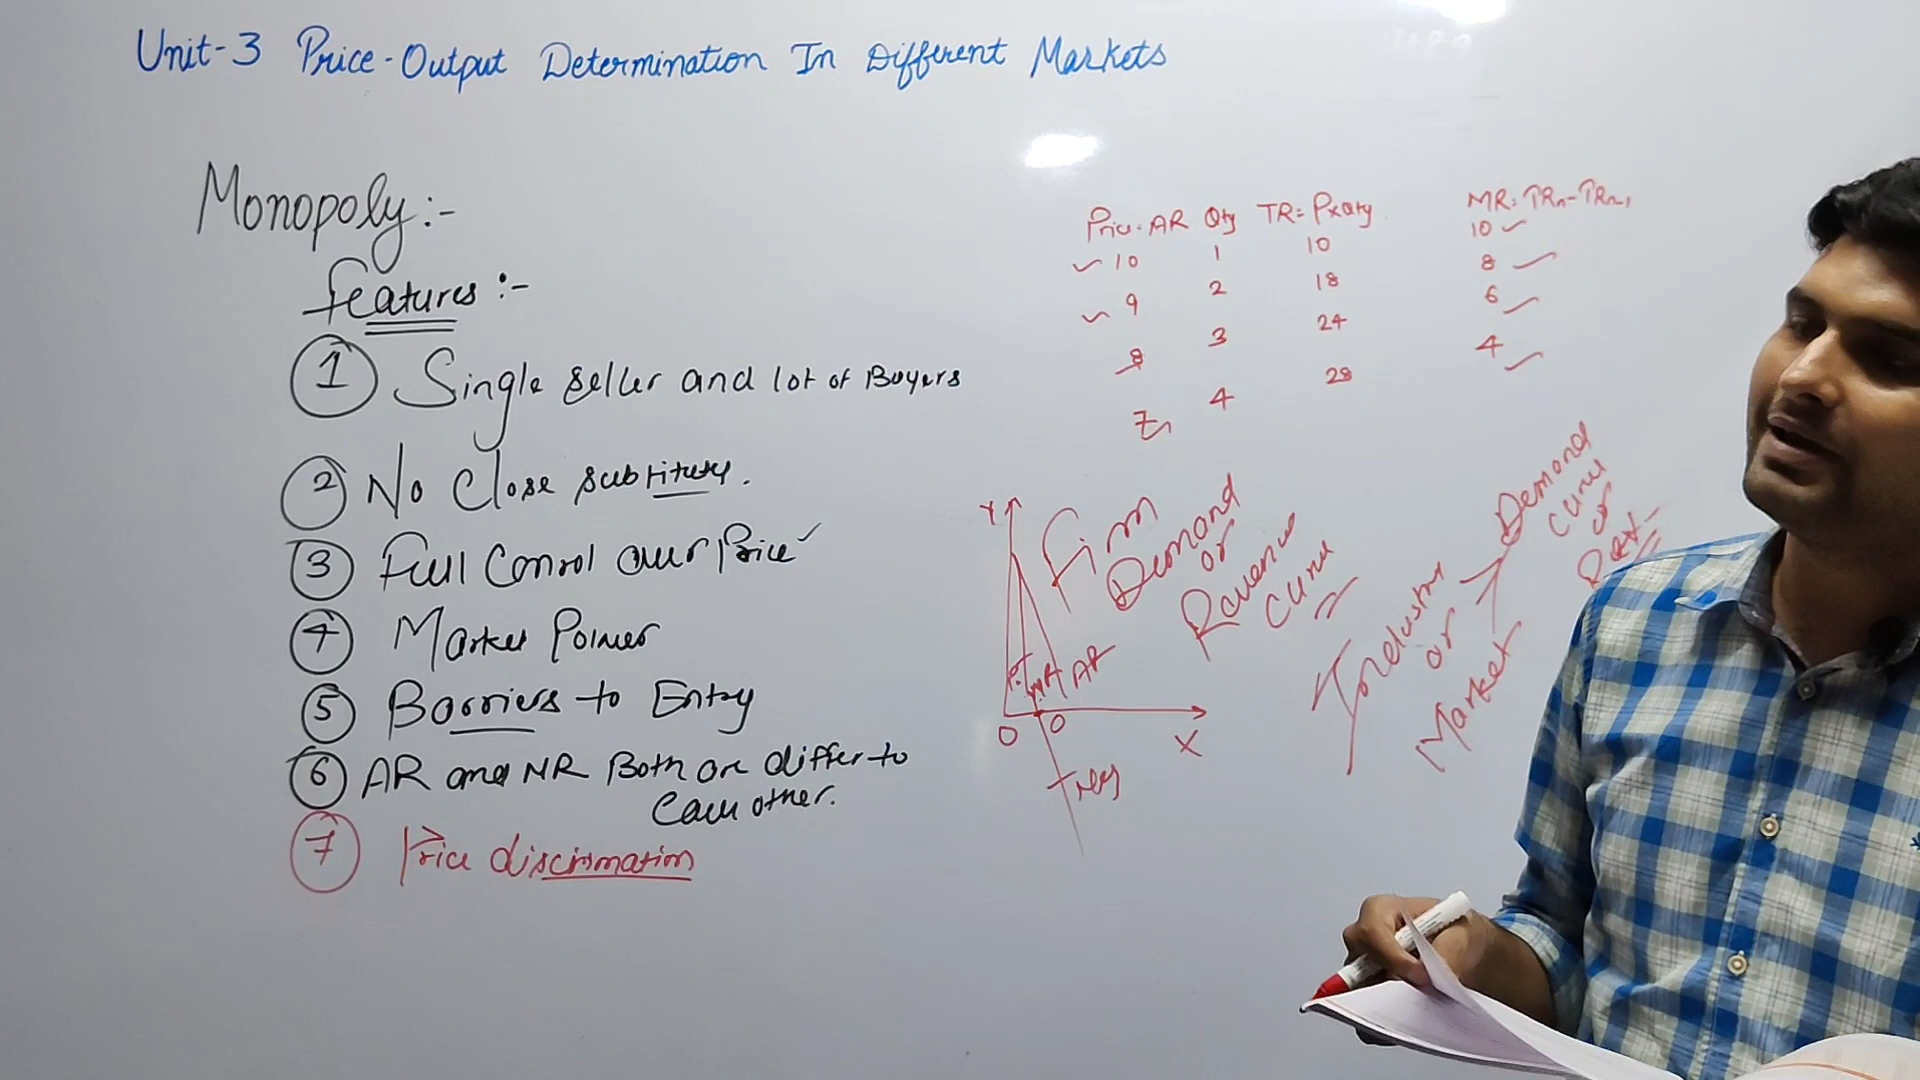 Unit-3 Price-Output Determination In Different Markets
Monopoly:-
features:-
1 Single seller and lot of Buyers
2 No Close substitutes.
3 Full Conrol over Price
4 Market Power
5 Barriers to Entry
6 AR and MR Both are differ to
Each other.
7 Price discrimation
Price=AR Qty TR=PxQty MR=TRn-TRn-1
10 1 10 10
9 2 18 8
8 3 24 6
7 4 28 4
Y
Firm
Demand
or
Revenue
Curve
AR
MR
O O
X
Neg
Industry
or
Market
Demand
Curve
or